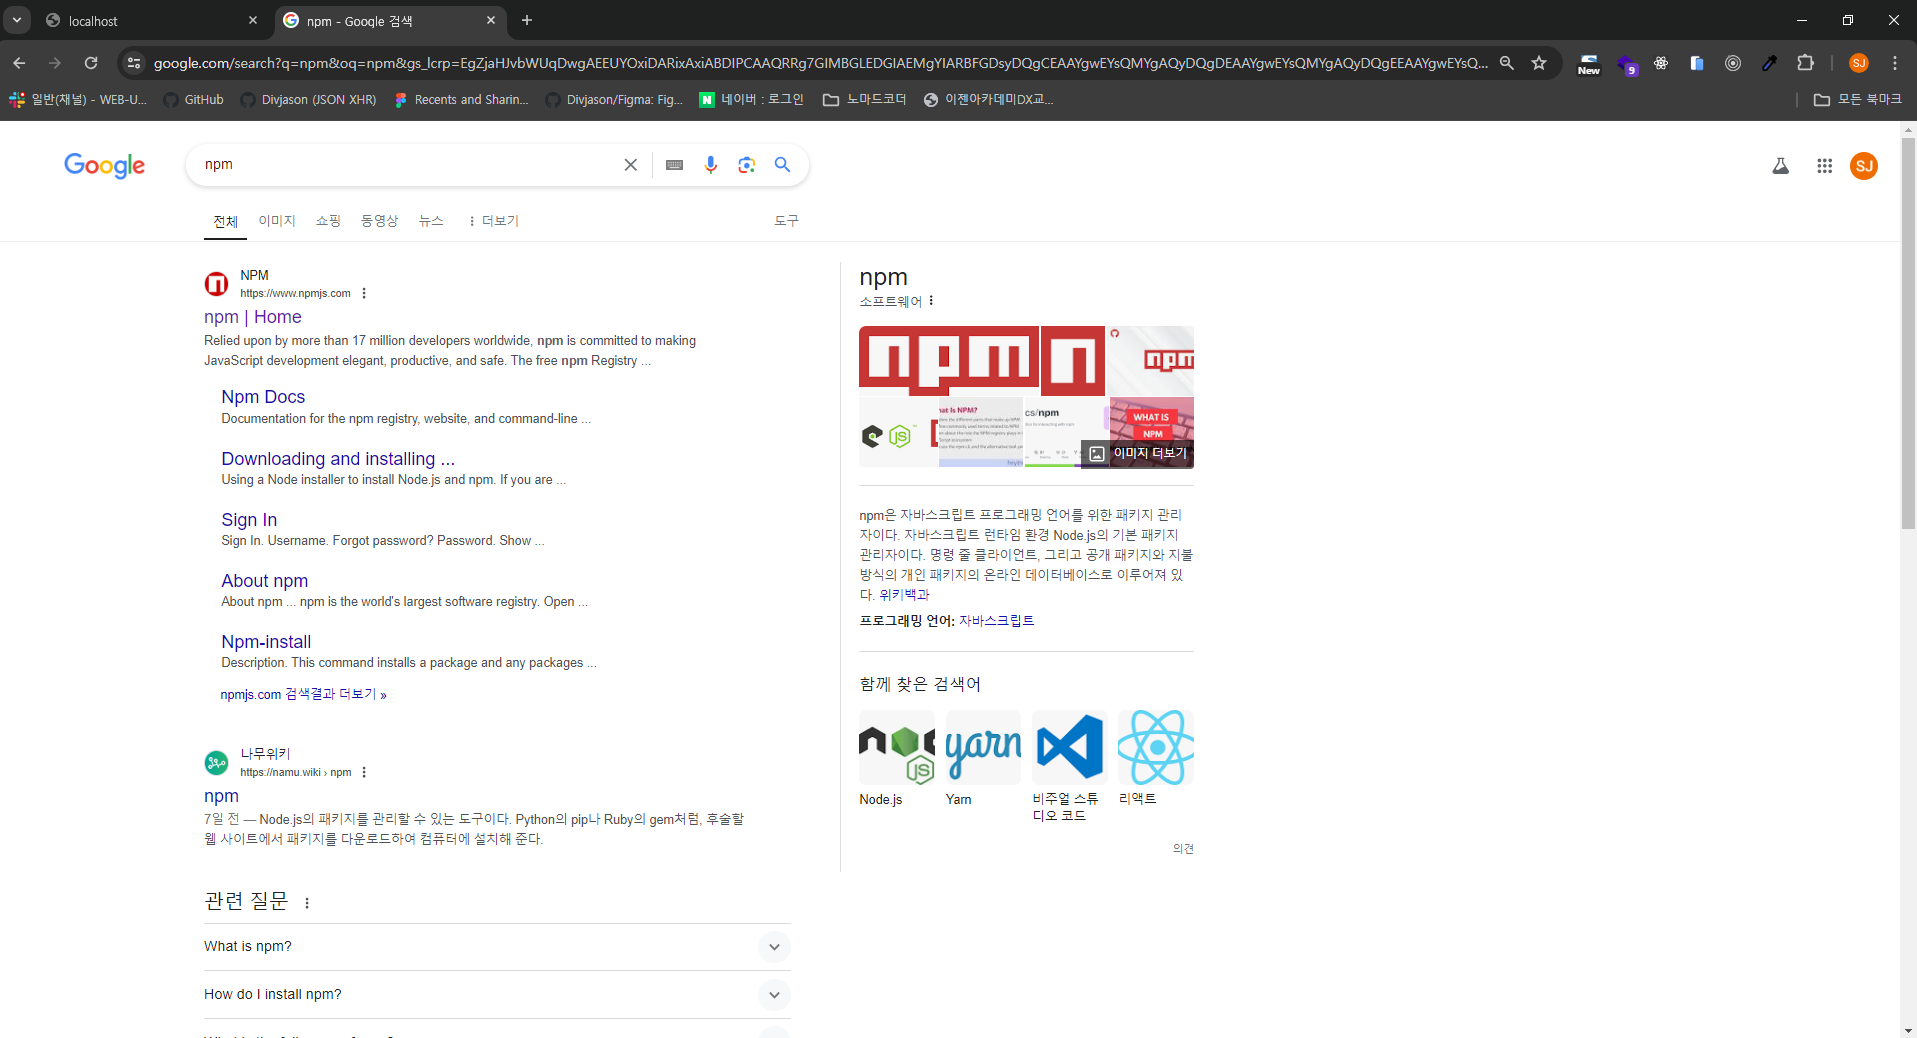 localhost
npm - Google 검색
google.com/search?q=npm&oq=npm&gs_lcrp=EgZjaHJvbWUqDwgAEEUYOxiDARixAxiABDIPCAAQRRg7GIMBGLEDGIAEMgYIARBFGDsyDQgCEAAYgwEYsQMYgAQyDQgDEAAYgwEYsQMYgAQyDQgEEAAYgwEYsQ...
New
9
SJ
일반(채널) - WEB-U...
GitHub
Divjason (JSON XHR)
Recents and Sharin...
Divjason/Figma: Fig...
네이버 : 로그인
노마드코더
이젠아카데미DX교...
모든 북마크
Google
npm
SJ
전체
이미지
쇼핑
동영상
뉴스
더보기
도구
NPM
https://www.npmjs.com
npm | Home
Relied upon by more than 17 million developers worldwide, npm is committed to making
JavaScript development elegant, productive, and safe. The free npm Registry ...
Npm Docs
Documentation for the npm registry, website, and command-line ...
Downloading and installing ...
Using a Node installer to install Node.js and npm. If you are ...
Sign In
Sign In. Username. Forgot password? Password. Show ...
About npm
About npm ... npm is the world's largest software registry. Open ...
Npm-install
Description. This command installs a package and any packages ...
npmjs.com 검색결과 더보기 »
나무위키
https://namu.wiki › npm
npm
7일 전 — Node.js의 패키지를 관리할 수 있는 도구이다. Python의 pip나 Ruby의 gem처럼, 후술할
웹 사이트에서 패키지를 다운로드하여 컴퓨터에 설치해 준다.
관련 질문
What is npm?
How do I install npm?
npm
소프트웨어
npm
n
npm
JS
hat Is NPM?
cs/npm
WHAT IS
NPM
이미지 더보기
npm은 자바스크립트 프로그래밍 언어를 위한 패키지 관리
자이다. 자바스크립트 런타임 환경 Node.js의 기본 패키지
관리자이다. 명령 줄 클라이언트, 그리고 공개 패키지와 지불
방식의 개인 패키지의 온라인 데이터베이스로 이루어져 있
다. 위키백과
프로그래밍 언어: 자바스크립트
함께 찾은 검색어
JS
yarn
Node.js
Yarn
비주얼 스튜
디오 코드
리액트
의견